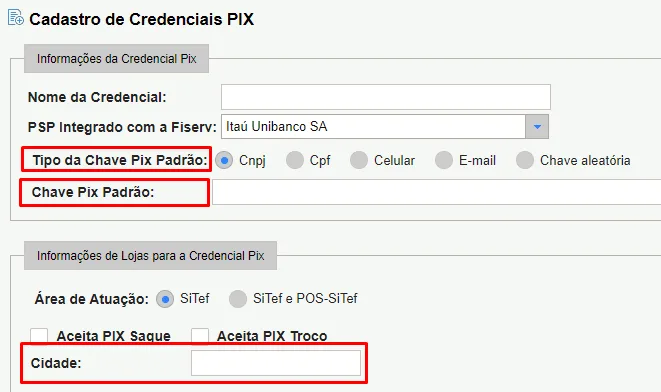 Cadastro de Credenciais PIX
Informações da Credencial Pix
Nome da Credencial:
PSP Integrado com a Fiserv: Itaú Unibanco SA
Tipo da Chave Pix Padrão: Cnpj Cpf Celular E-mail Chave aleatória
Chave Pix Padrão:
Informações de Lojas para a Credencial Pix
Área de Atuação: SiTef SiTef e POS-SiTef
Aceita PIX Saque Aceita PIX Troco
Cidade: